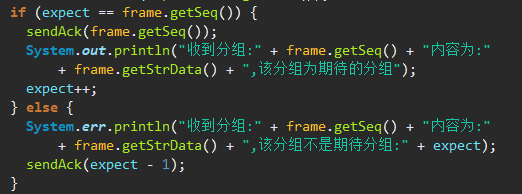 if (expect == frame.getSeq()) {
  sendAck(frame.getSeq());
  System.out.println("收到分组:" + frame.getSeq() + "内容为:"
      + frame.getStrData() + ",该分组为期待的分组");
  expect++;
} else {
  System.err.println("收到分组:" + frame.getSeq() + "内容为:"
      + frame.getStrData() + ",该分组不是期待分组:" + expect);
  sendAck(expect - 1);
}